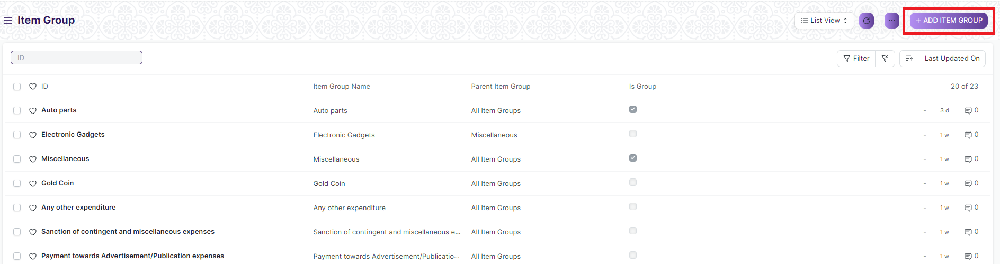 Item Group
List View
+ ADD ITEM GROUP
ID
Filter
Last Updated On
ID Item Group Name Parent Item Group Is Group 20 of 23
Auto parts Auto parts All Item Groups - 3 d 0
Electronic Gadgets Electronic Gadgets Miscellaneous - 1 w 0
Miscellaneous Miscellaneous All Item Groups - 1 w 0
Gold Coin Gold Coin All Item Groups - 1 w 0
Any other expenditure Any other expenditure All Item Groups - 1 w 0
Sanction of contingent and miscellaneous expenses Sanction of contingent and miscellaneous e... All Item Groups - 1 w 0
Payment towards Advertisement/Publication expenses Payment towards Advertisement/Publicatio... All Item Groups - 1 w 0